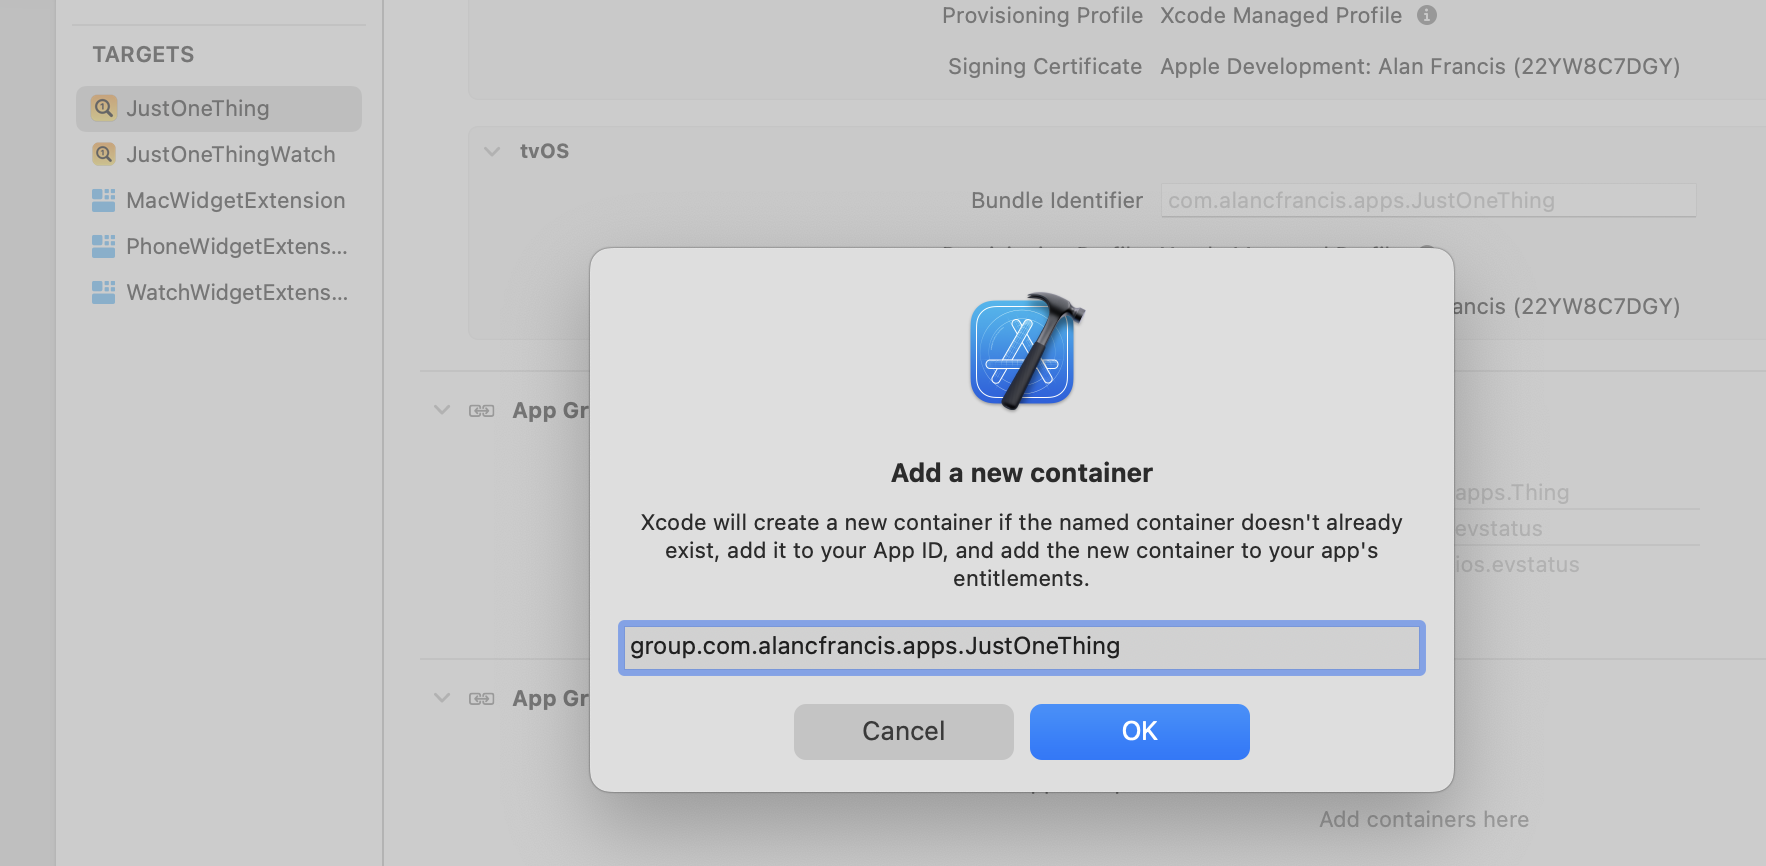 Provisioning Profile Xcode Managed Profile
Signing Certificate Apple Development: Alan Francis (22YW8C7DGY)
TARGETS
JustOneThing
JustOneThingWatch
MacWidgetExtension
PhoneWidgetExtens...
WatchWidgetExtens...
tvOS
Bundle Identifier com.alancfrancis.apps.JustOneThing
ancis (22YW8C7DGY)
App Gr
apps.Thing
evstatus
ios.evstatus
App Gr
Add containers here
Add a new container
Xcode will create a new container if the named container doesn't already
exist, add it to your App ID, and add the new container to your app's
entitlements.
group.com.alancfrancis.apps.JustOneThing
Cancel OK